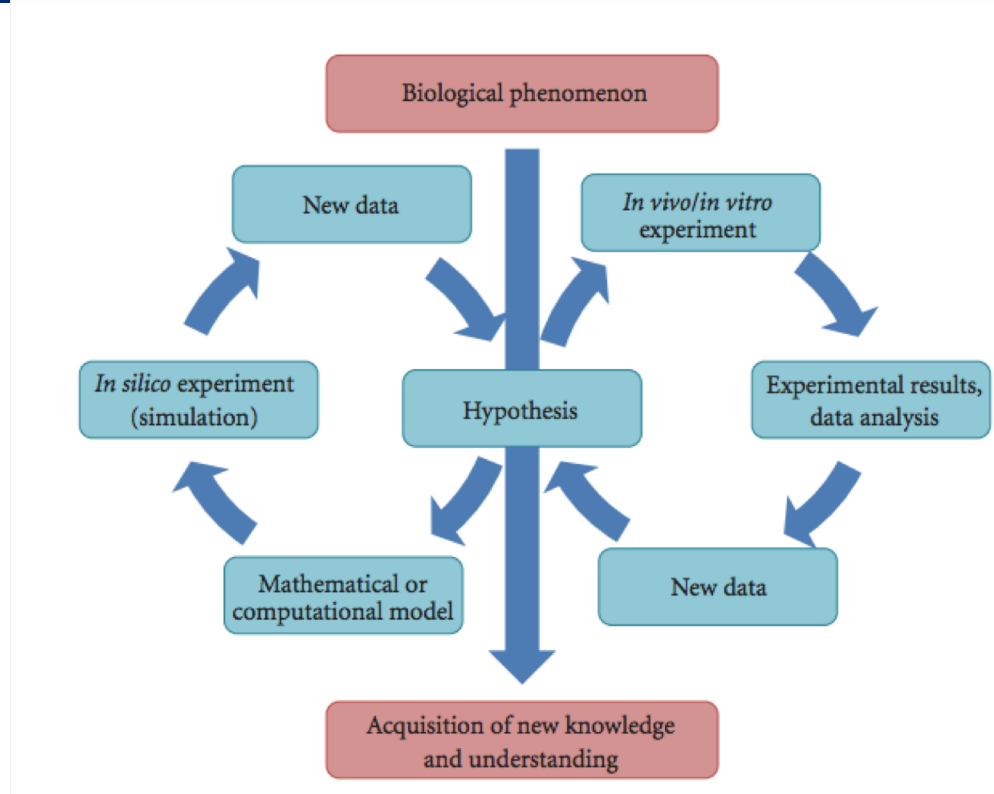 Biological phenomenon
New data
In vivo/in vitro
experiment
In silico experiment
(simulation)
Hypothesis
Experimental results,
data analysis
Mathematical or
computational model
New data
Acquisition of new knowledge
and understanding